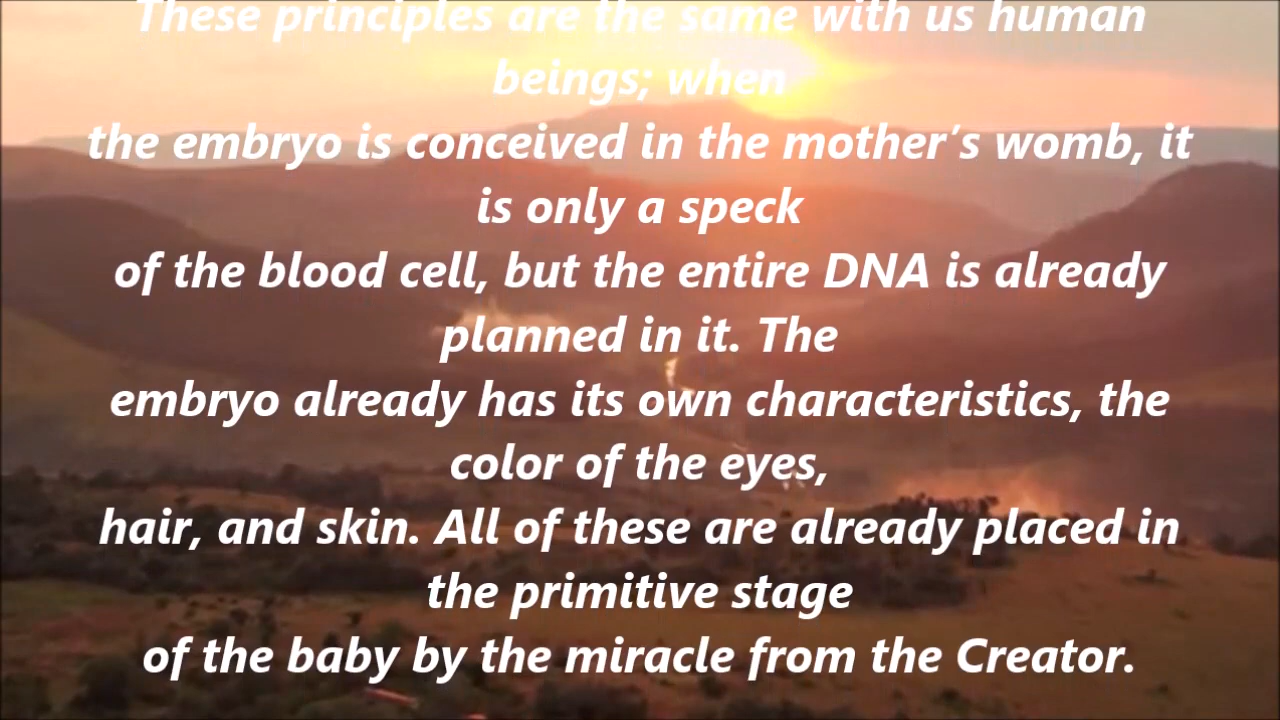 These principles are the same with us human
beings; when
the embryo is conceived in the mother's womb, it
is only a speck
of the blood cell, but the entire DNA is already
planned in it. The
embryo already has its own characteristics, the
color of the eyes,
hair, and skin. All of these are already placed in
the primitive stage
of the baby by the miracle from the Creator.